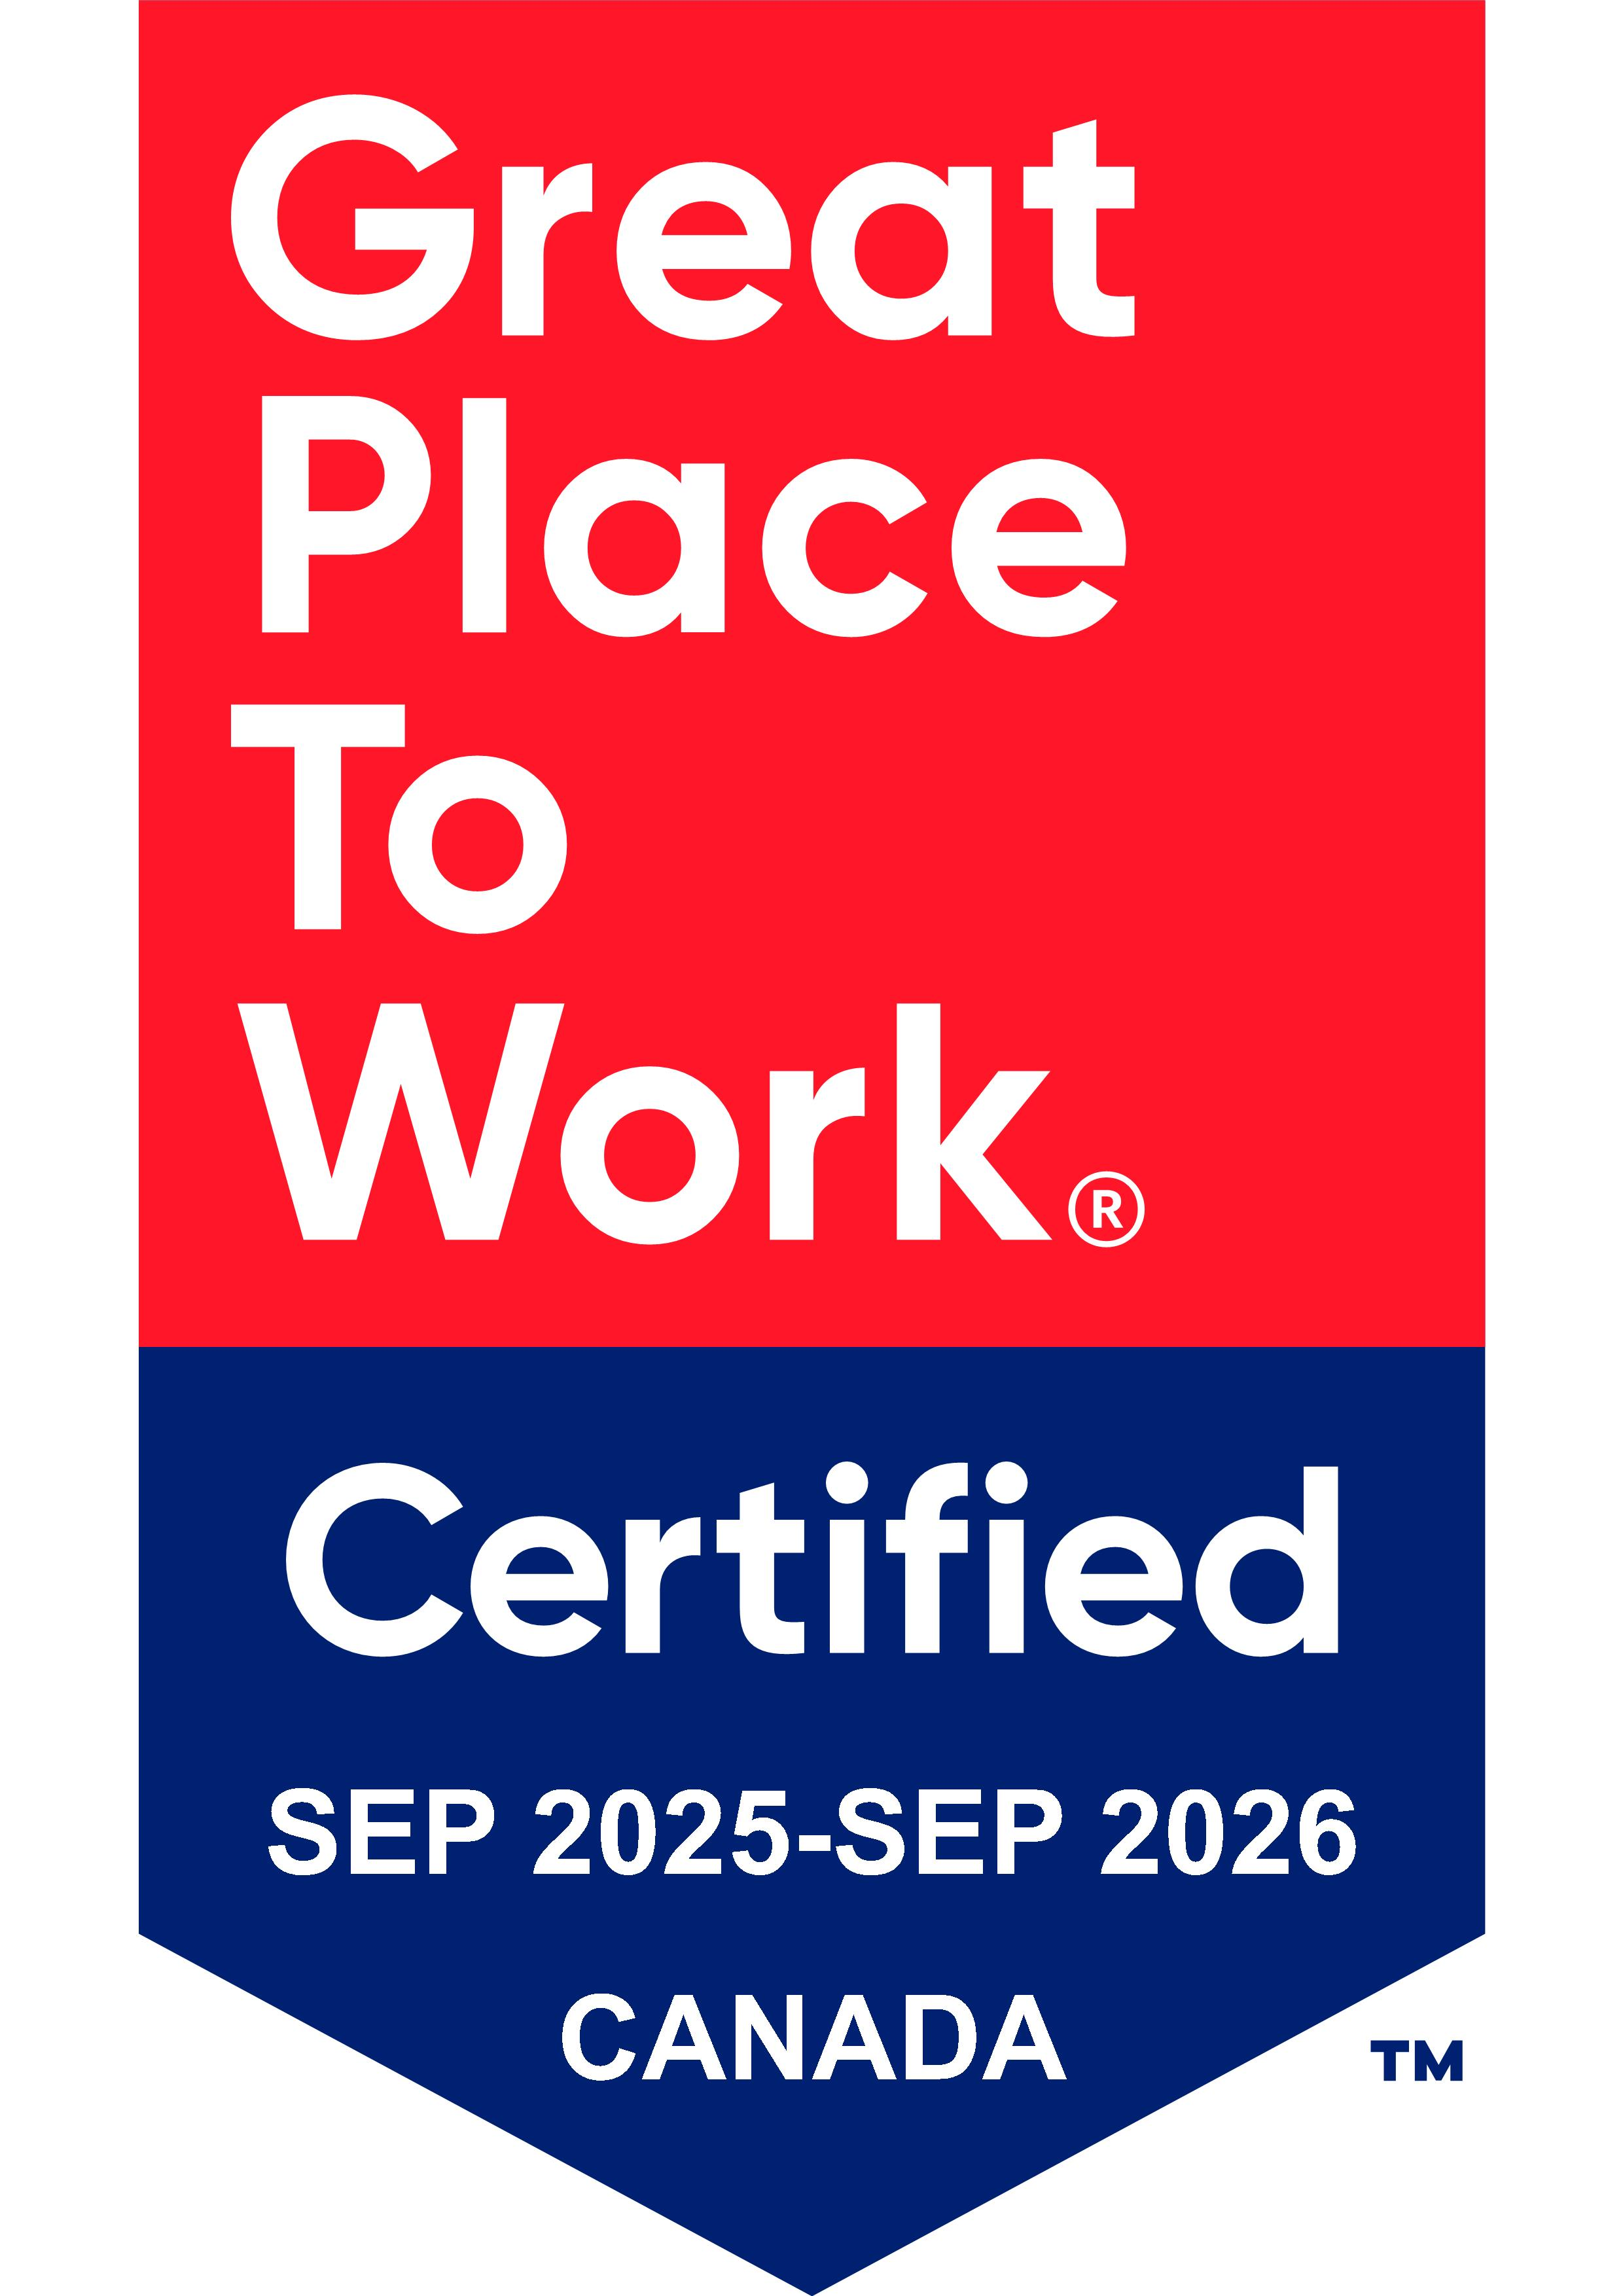 Great
Place
To
Work®
Certified
SEP 2025-SEP 2026
CANADA
TM